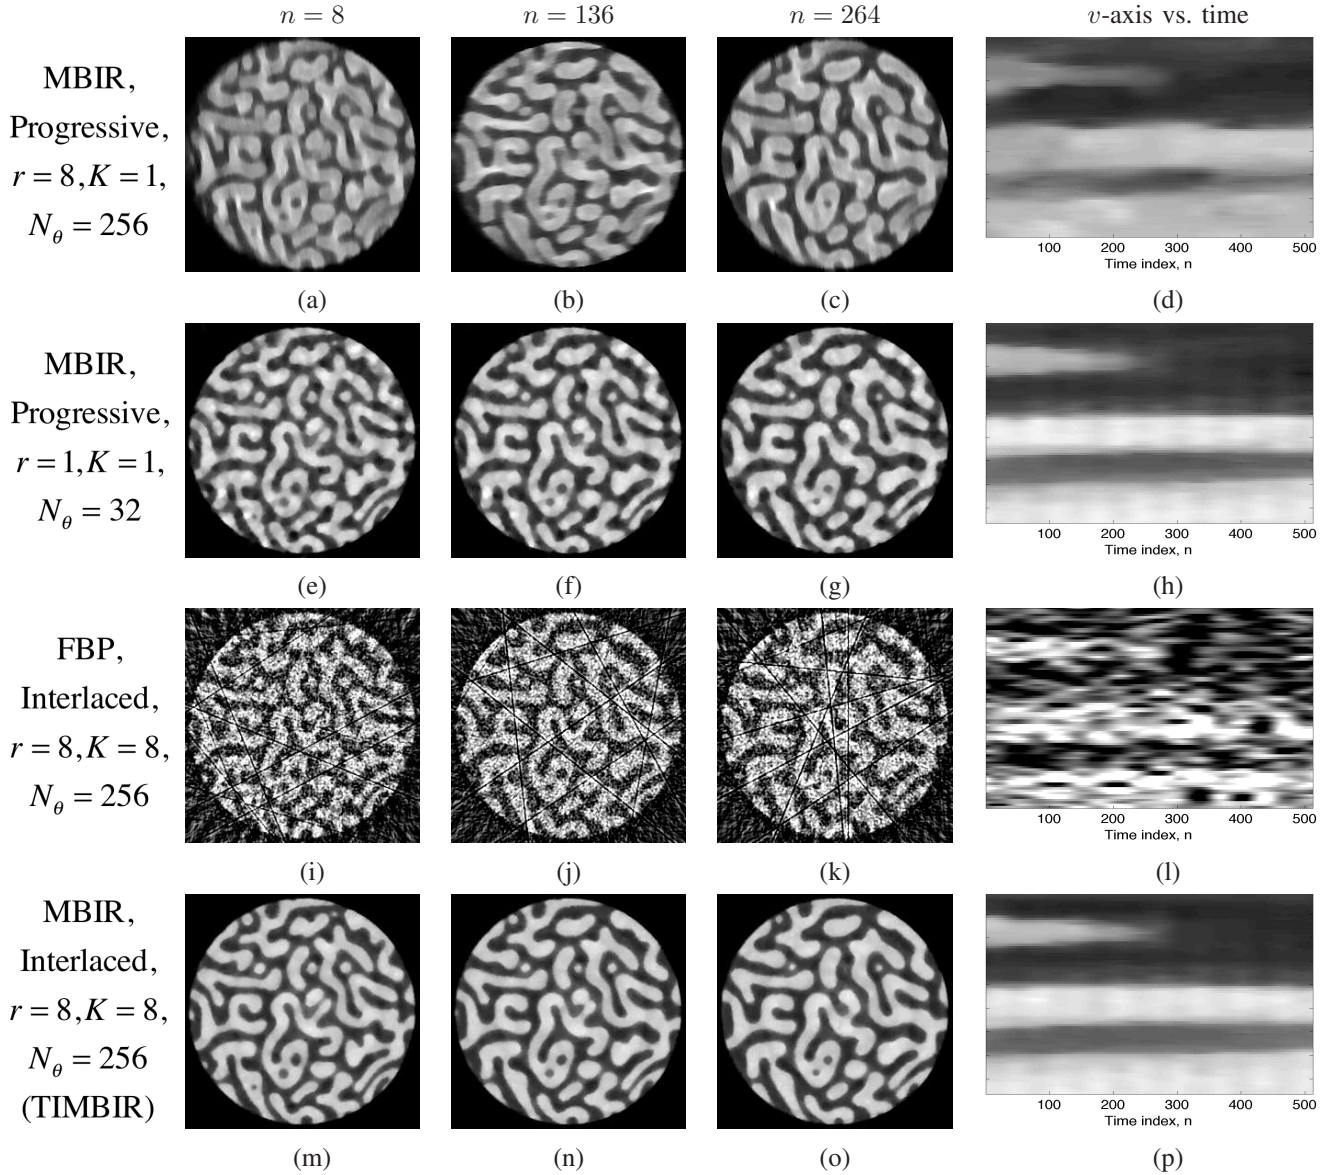 n = 8 n = 136 n = 264 v-axis vs. time
MBIR,
Progressive,
r = 8, K = 1,
N_θ = 256
100 200 300 400 500
Time index, n
(a) (b) (c) (d)
MBIR,
Progressive,
r = 1, K = 1,
N_θ = 32
100 200 300 400 500
Time index, n
(e) (f) (g) (h)
FBP,
Interlaced,
r = 8, K = 8,
N_θ = 256
100 200 300 400 500
Time index, n
(i) (j) (k) (l)
MBIR,
Interlaced,
r = 8, K = 8,
N_θ = 256
(TIMBIR)
100 200 300 400 500
Time index, n
(m) (n) (o) (p)